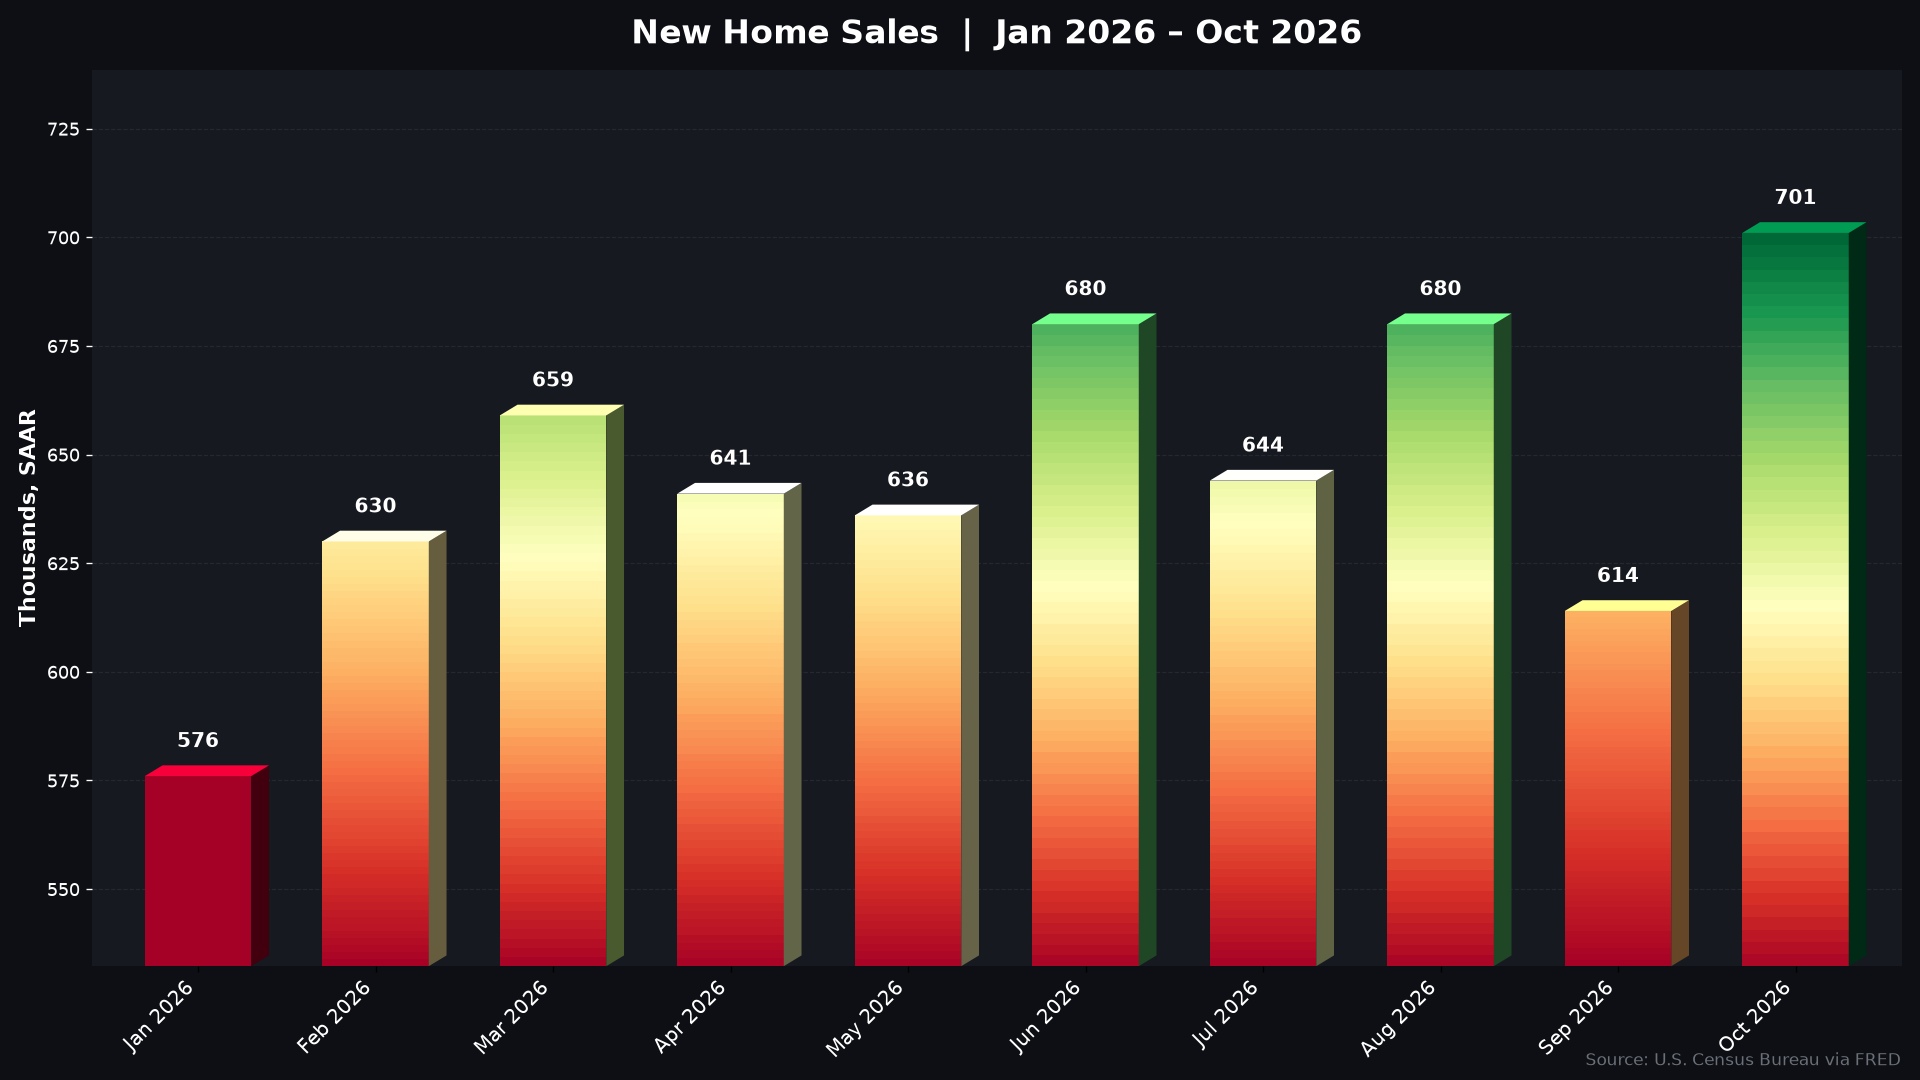 New Home Sales | Jan 2026 – Oct 2026
Thousands, SAAR
725
700
675
650
625
600
575
550
576
630
659
641
636
680
644
680
614
701
Jan 2026
Feb 2026
Mar 2026
Apr 2026
May 2026
Jun 2026
Jul 2026
Aug 2026
Sep 2026
Oct 2026
Source: U.S. Census Bureau via FRED